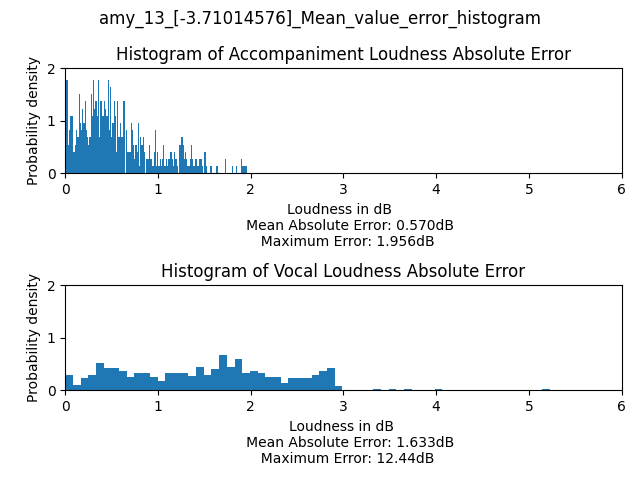 amy_13_[-3.71014576]_Mean_value_error_histogram
Histogram of Accompaniment Loudness Absolute Error
Probability density
2
1
0
0 1 2 3 4 5 6
Loudness in dB
Mean Absolute Error: 0.570dB
Maximum Error: 1.956dB
Histogram of Vocal Loudness Absolute Error
Probability density
2
1
0
0 1 2 3 4 5 6
Loudness in dB
Mean Absolute Error: 1.633dB
Maximum Error: 12.44dB